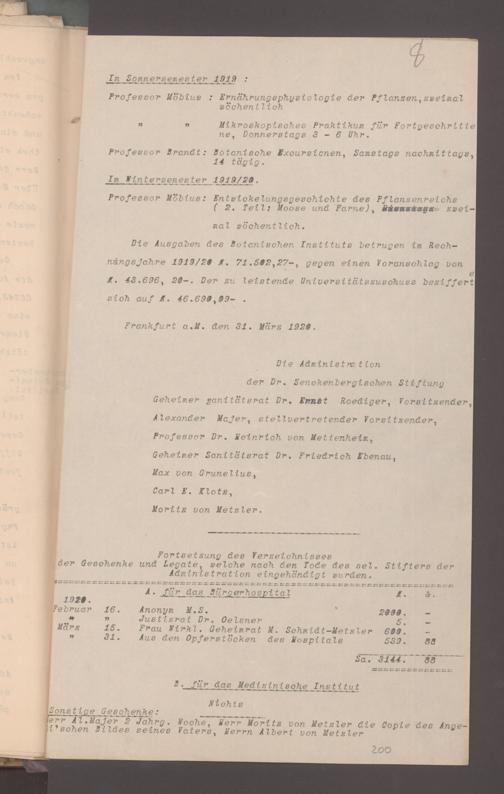 8
Im Sommersemester 1919 :
Professor Möbius : Ernährungsphysiologie der Pflanzen, zweimal
wöchentlich
" " Mikroskopisches Praktikum für Fortgeschritte
ne, Donnerstags 3 - 6 Uhr.
Professor Brandt: Botanische Excursionen, Samstags nachmittags,
14 tägig.
Im Wintersemester 1919/20.
Professor Möbius: Entwickelungsgeschichte des Pflanzenreichs
( 2. Teil: Moose und Farne), zwei-
mal wöchentlich.
Die Ausgaben des Botanischen Instituts betrugen im Rech-
nungsjahre 1919/20 M. 71.502,27-, gegen einen Voranschlag von
M. 43.696, 20-. Der zu leistende Universitätszuschuss beziffert
sich auf M. 46.690,09- .
Frankfurt a.M. den 31. März 1920.
Die Administration
der Dr. Senckenbergischen Stiftung
Geheimer Sanitätsrat Dr. Ernst Roediger, Vorsitzender,
Alexander Majer, stellvertretender Vorsitzender,
Professor Dr. Heinrich von Mettenheim,
Geheimer Sanitätsrat Dr. Friedrich Ebenau,
Max von Grunelius,
Carl E. Klotz,
Moritz von Metzler.
Fortsetzung des Verzeichnisses
der Geschenke und Legate, welche nach den Tode des sel. Stifters der
Administration eingehändigt wurden.
1920. A. für das Bürgerhospital M. δ.
Februar 16. Anonym M.S. 2000. -
" " Justizrat Dr. Oelsner 5. -
März 15. Frau Wirkl. Geheimrat M. Schmidt-Metzler 600. -
" 31. Aus den Opferstöcken des Hospitals 539. 88
Sa. 3144. 88
2. für das Medizinische Institut
Nichts
Sonstige Geschenke:
Herr Al.Majer 2 Jahrg. Woche, Herr Moritz von Metzler die Copie des Ange-
li'schen Bildes seines Vaters, Herrn Albert von Metzler
200